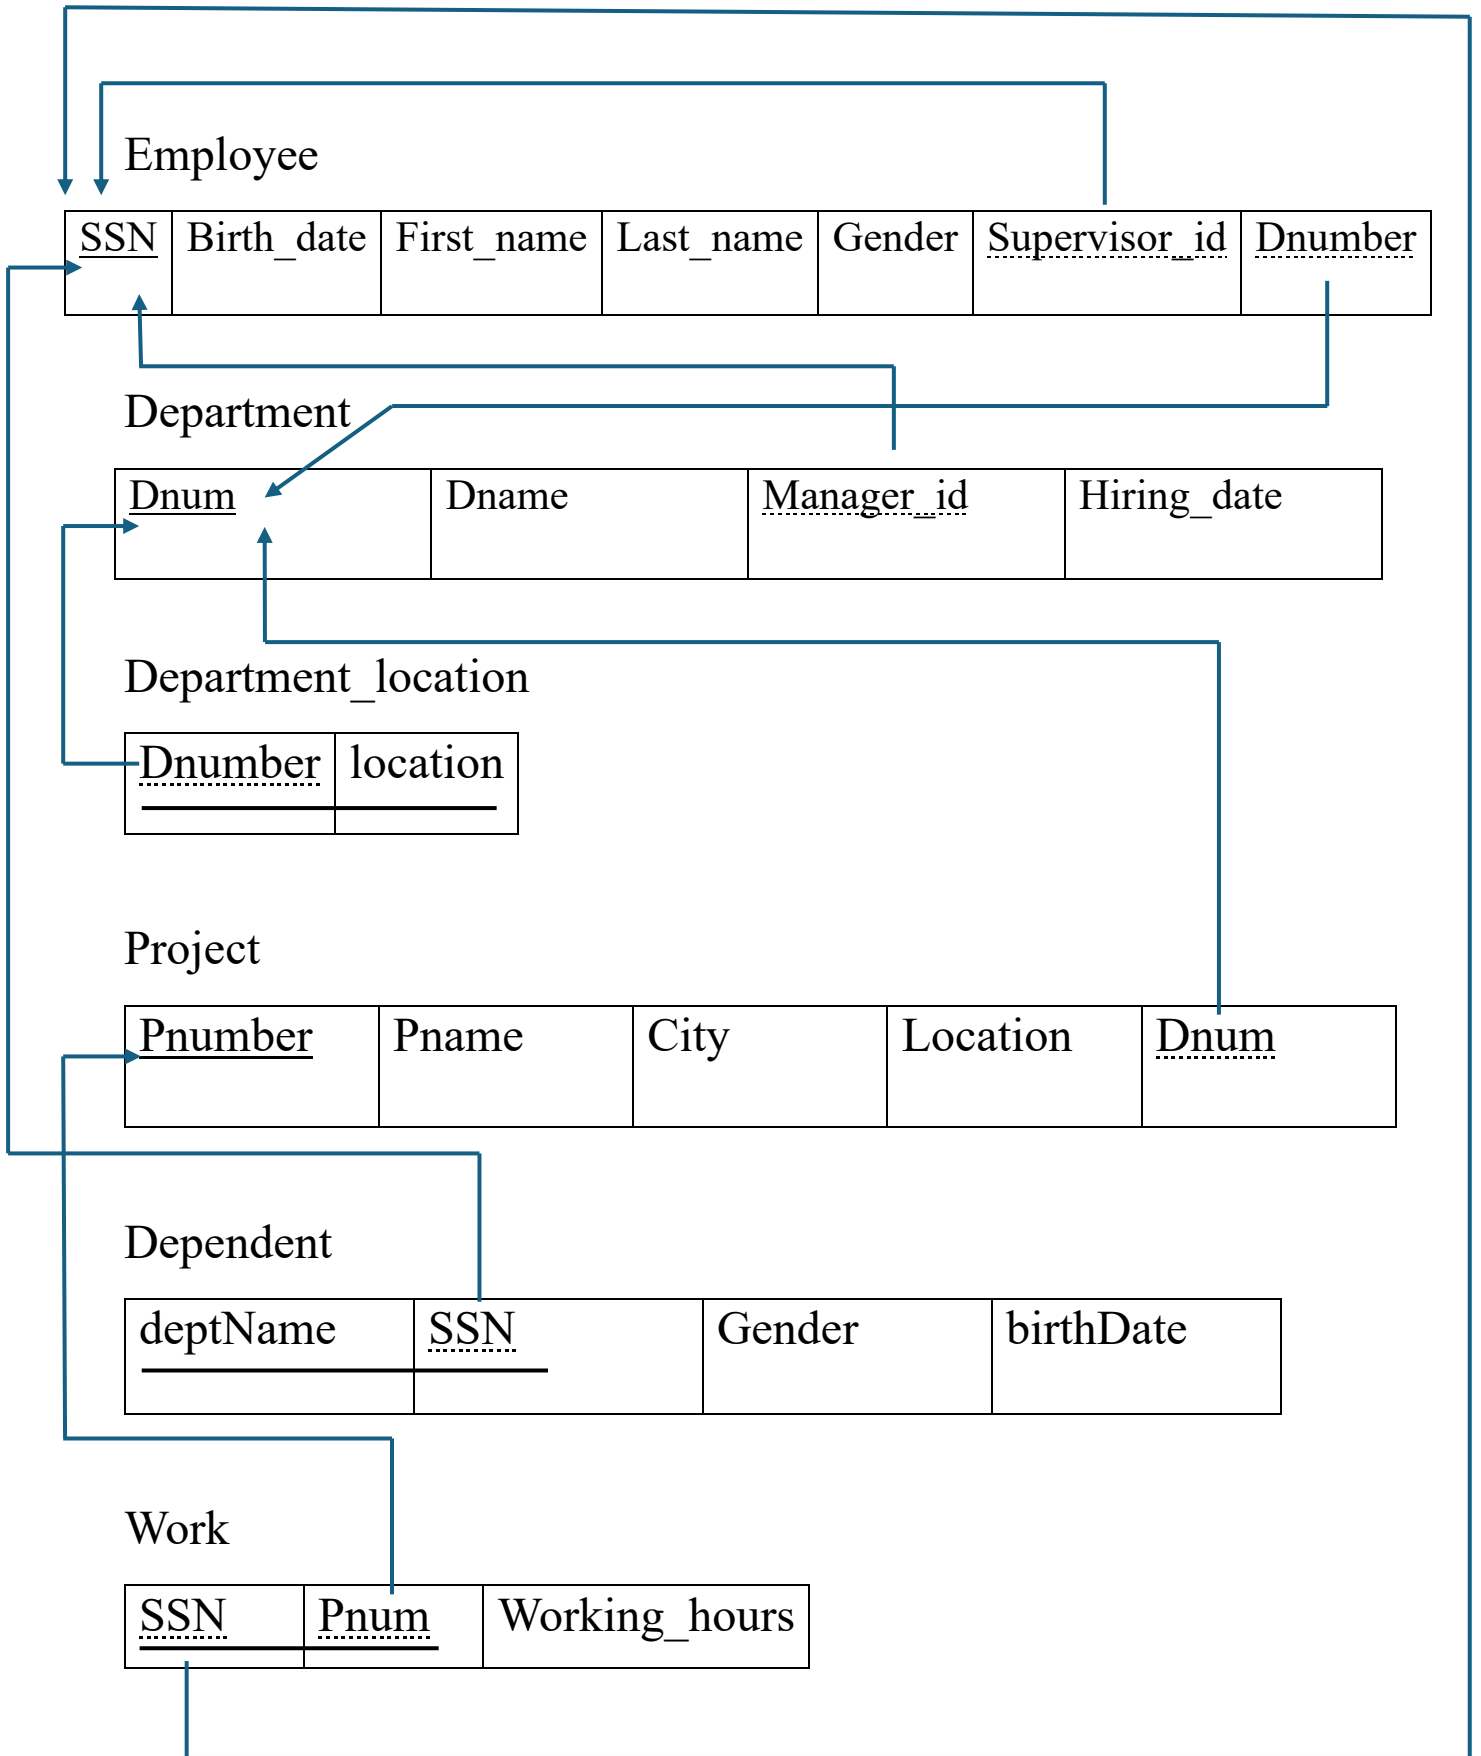 Employee
SSN Birth_date First_name Last_name Gender Supervisor_id Dnumber
Department
Dnum Dname Manager_id Hiring_date
Department_location
Dnumber location
Project
Pnumber Pname City Location Dnum
Dependent
deptName SSN Gender birthDate
Work
SSN Pnum Working_hours